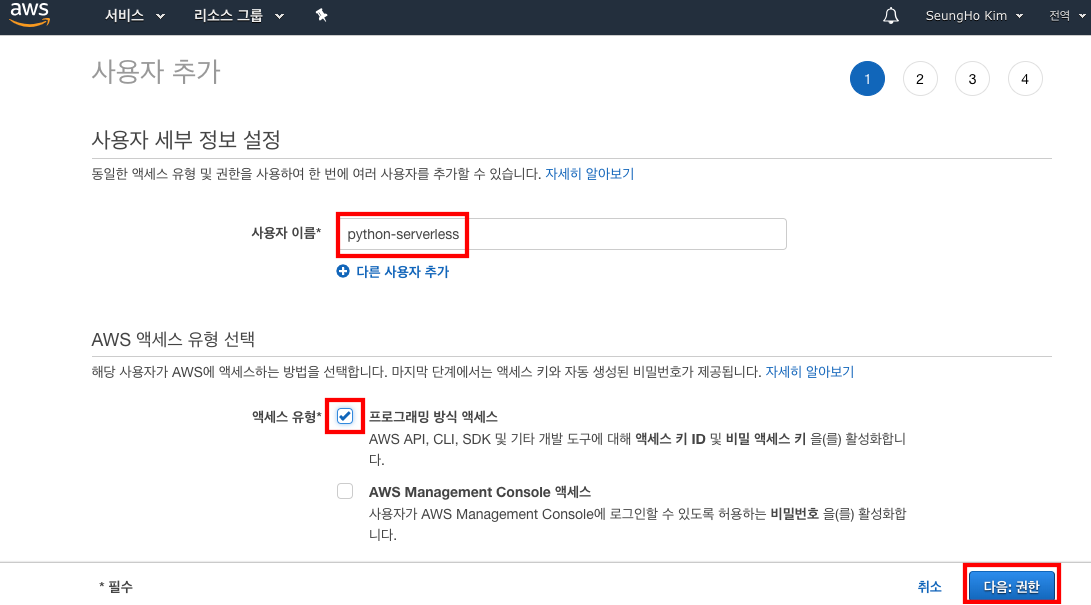 aws 서비스 리소스 그룹 SeungHo Kim 전역
사용자 추가
1 2 3 4
사용자 세부 정보 설정
동일한 액세스 유형 및 권한을 사용하여 한 번에 여러 사용자를 추가할 수 있습니다. 자세히 알아보기
사용자 이름* python-serverless
다른 사용자 추가
AWS 액세스 유형 선택
해당 사용자가 AWS에 액세스하는 방법을 선택합니다. 마지막 단계에서는 액세스 키와 자동 생성된 비밀번호가 제공됩니다. 자세히 알아보기
액세스 유형* 프로그래밍 방식 액세스
AWS API, CLI, SDK 및 기타 개발 도구에 대해 액세스 키 ID 및 비밀 액세스 키 을(를) 활성화합니
다.
AWS Management Console 액세스
사용자가 AWS Management Console에 로그인할 수 있도록 허용하는 비밀번호 을(를) 활성화합
니다.
* 필수 취소 다음: 권한